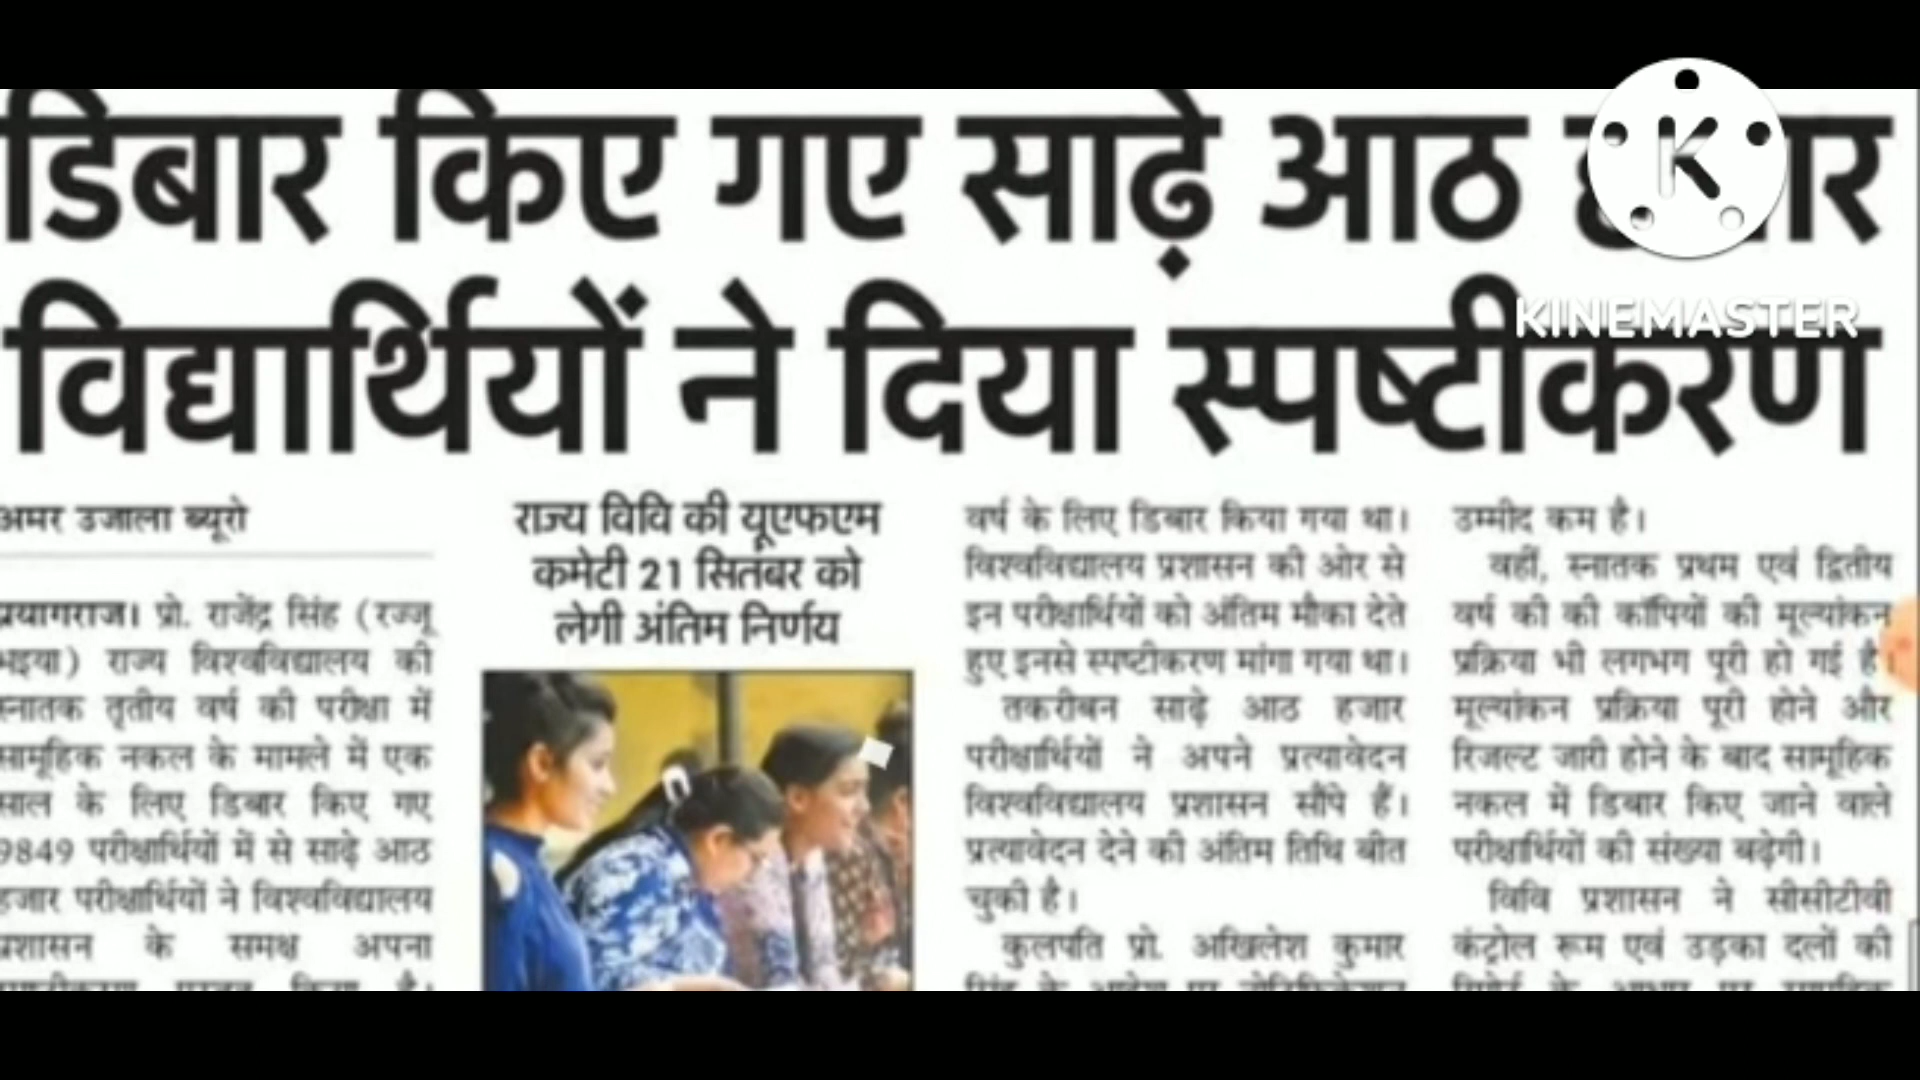 डिबार किए गए साढ़े आठ
विद्यार्थियों ने दिया स्पष्टीकरण
KINEMASTER
अमर उजाला ब्यूरो
प्रयागराज। प्रो. राजेंद्र सिंह (रज्जू
भइया) राज्य विश्वविद्यालय की
स्नातक तृतीय वर्ष की परीक्षा में
सामूहिक नकल के मामले में एक
साल के लिए डिबार किए गए
9849 परीक्षार्थियों में से साढ़े आठ
हजार परीक्षार्थियों ने विश्वविद्यालय
प्रशासन के समक्ष अपना
राज्य विवि की यूएफएम
कमेटी 21 सितंबर को
लेगी अंतिम निर्णय
वर्ष के लिए डिबार किया गया था।
विश्वविद्यालय प्रशासन की ओर से
इन परीक्षार्थियों को अंतिम मौका देते
हुए इनसे स्पष्टीकरण मांगा गया था।
तकरीबन साढ़े आठ हजार
परीक्षार्थियों ने अपने प्रत्यावेदन
विश्वविद्यालय प्रशासन सौंपे हैं।
प्रत्यावेदन देने की अंतिम तिथि बीत
चुकी है।
कुलपति प्रो. अखिलेश कुमार
उम्मीद कम है।
वहीं, स्नातक प्रथम एवं द्वितीय
वर्ष की की कॉपियों की मूल्यांकन
प्रक्रिया भी लगभग पूरी हो गई है।
मूल्यांकन प्रक्रिया पूरी होने और
रिजल्ट जारी होने के बाद सामूहिक
नकल में डिबार किए जाने वाले
परीक्षार्थियों की संख्या बढ़ेगी।
विवि प्रशासन ने सीसीटीवी
कंट्रोल रूम एवं उड़का दलों की